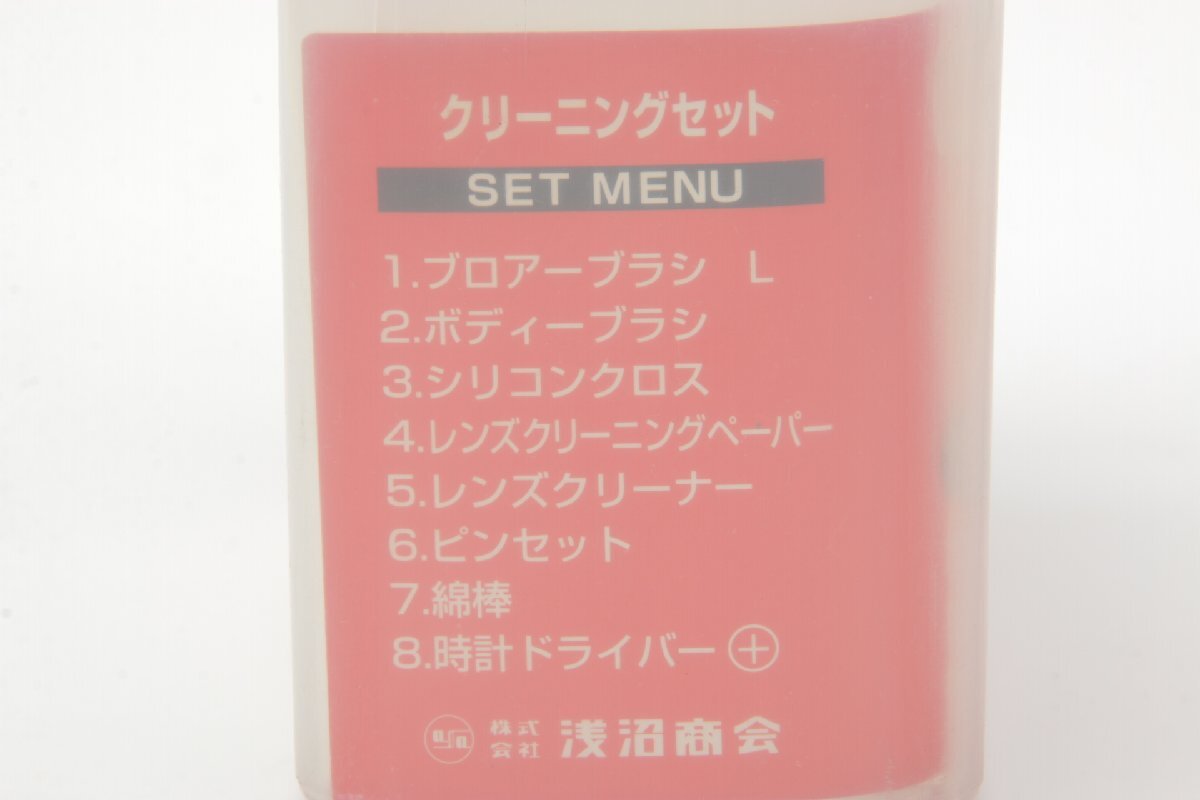 クリーニングセット
SET MENU
1.ブロアーブラシ L
2.ボディーブラシ
3.シリコンクロス
4.レンズクリーニングペーパー
5.レンズクリーナー
6.ピンセット
7.綿棒
8.時計ドライバー⊕
株式会社 浅沼商会